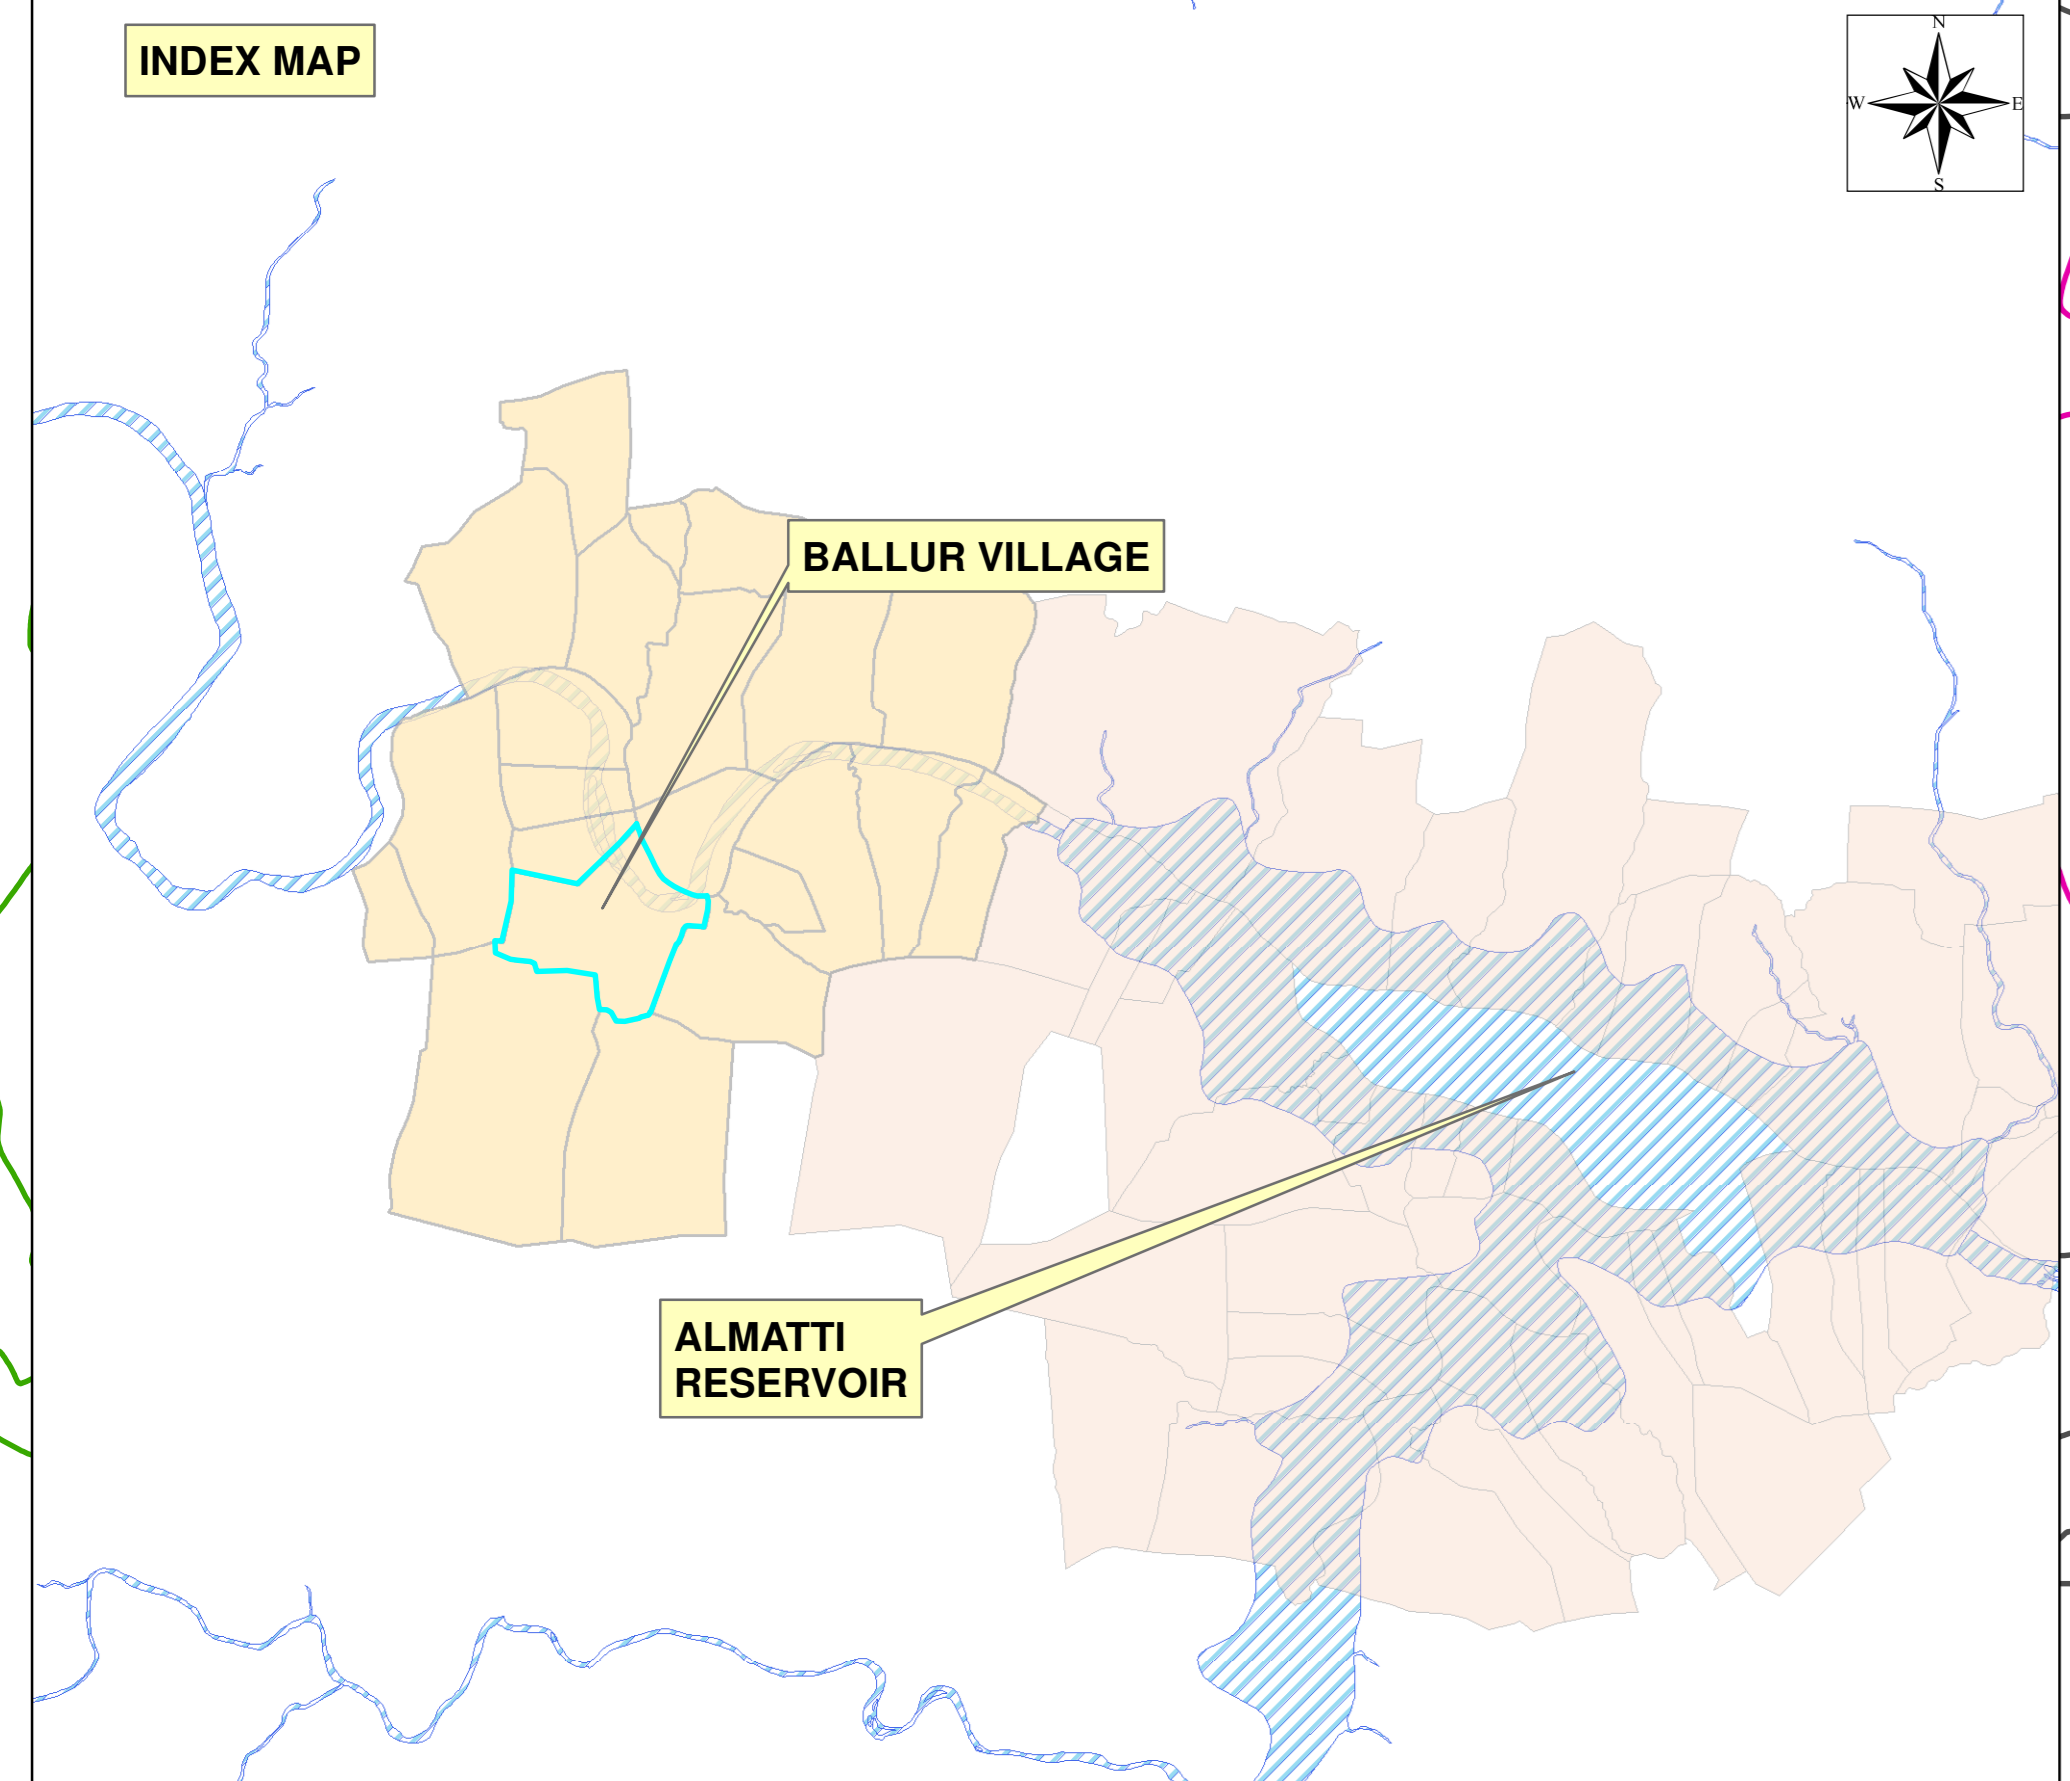 INDEX MAP
N
W E
S
BALLUR VILLAGE
ALMATTI
RESERVOIR